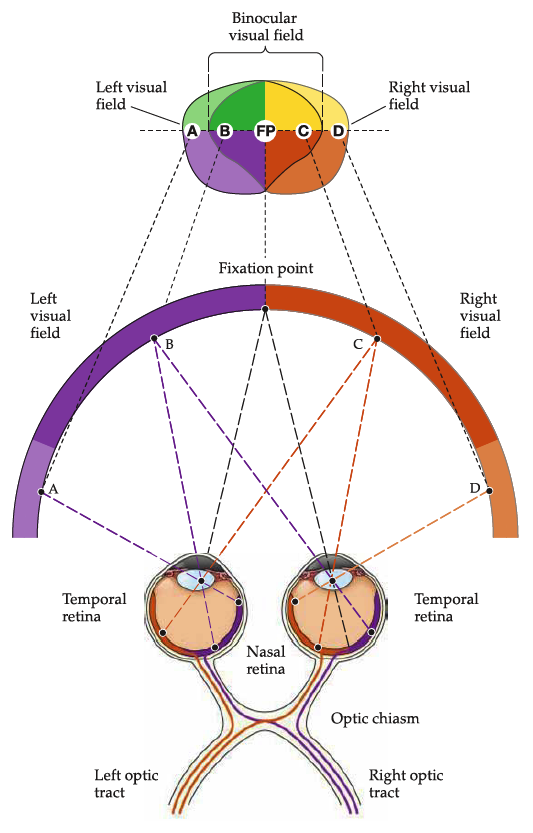 Binocular
visual field
Left visual
field
Right visual
field
A
B
FP
C
D
Fixation point
Left
visual
field
Right
visual
field
B
C
A
D
Temporal
retina
Temporal
retina
Nasal
retina
Optic chiasm
Left optic
tract
Right optic
tract